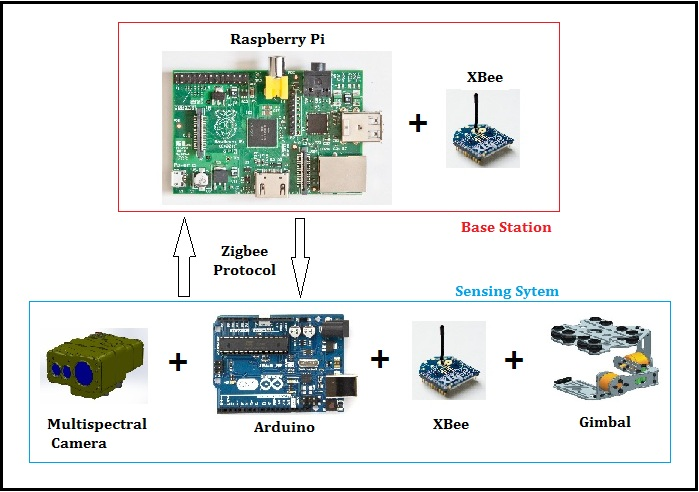 Raspberry Pi
XBee
+
Base Station
Zigbee
Protocol
Sensing Sytem
+
+
+
Multispectral
Camera
Arduino
XBee
Gimbal